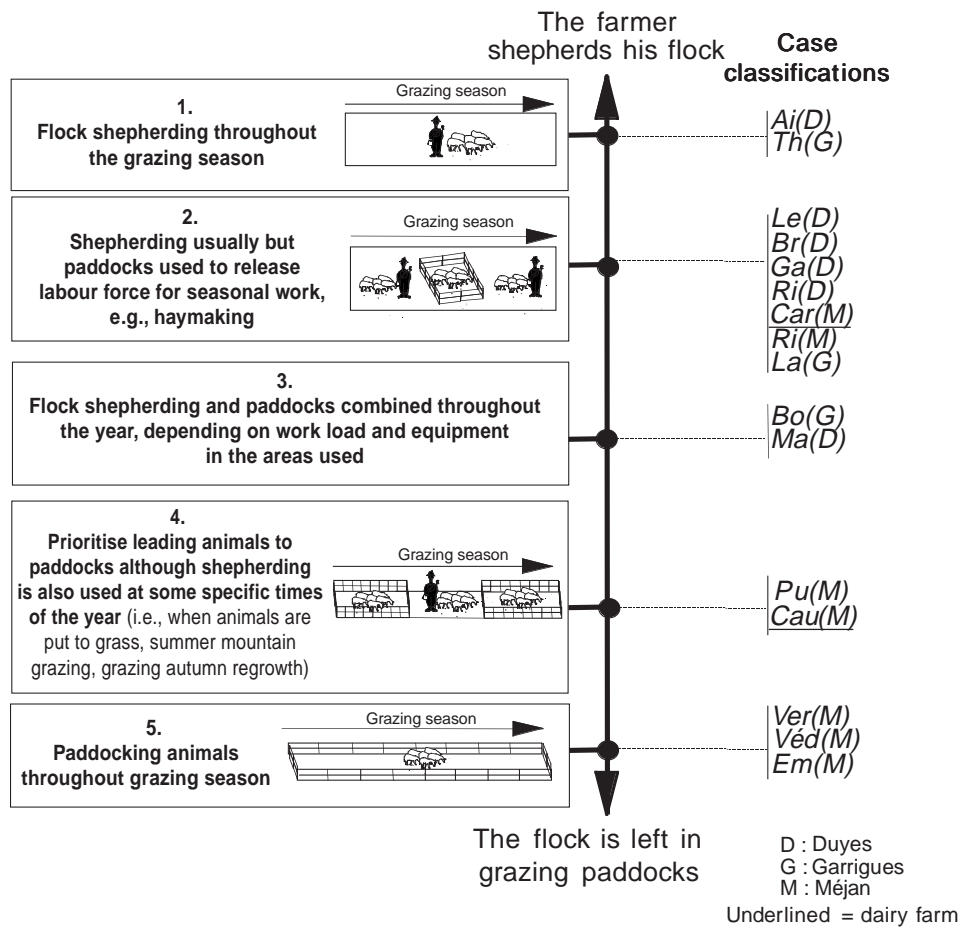 The farmer
shepherds his flock
Case
classifications
1.
Flock shepherding throughout
the grazing season
Grazing season
Ai(D)
Th(G)
2.
Shepherding usually but
paddocks used to release
labour force for seasonal work,
e.g., haymaking
Grazing season
Le(D)
Br(D)
Ga(D)
Ri(D)
Car(M)
Ri(M)
La(G)
3.
Flock shepherding and paddocks combined throughout
the year, depending on work load and equipment
in the areas used
Bo(G)
Ma(D)
4.
Prioritise leading animals to
paddocks although shepherding
is also used at some specific times
of the year (i.e., when animals are
put to grass, summer mountain
grazing, grazing autumn regrowth)
Grazing season
Pu(M)
Cau(M)
5.
Paddocking animals
throughout grazing season
Grazing season
Ver(M)
Véd(M)
Em(M)
The flock is left in
grazing paddocks
D : Duyes
G : Garrigues
M : Méjan
Underlined = dairy farm